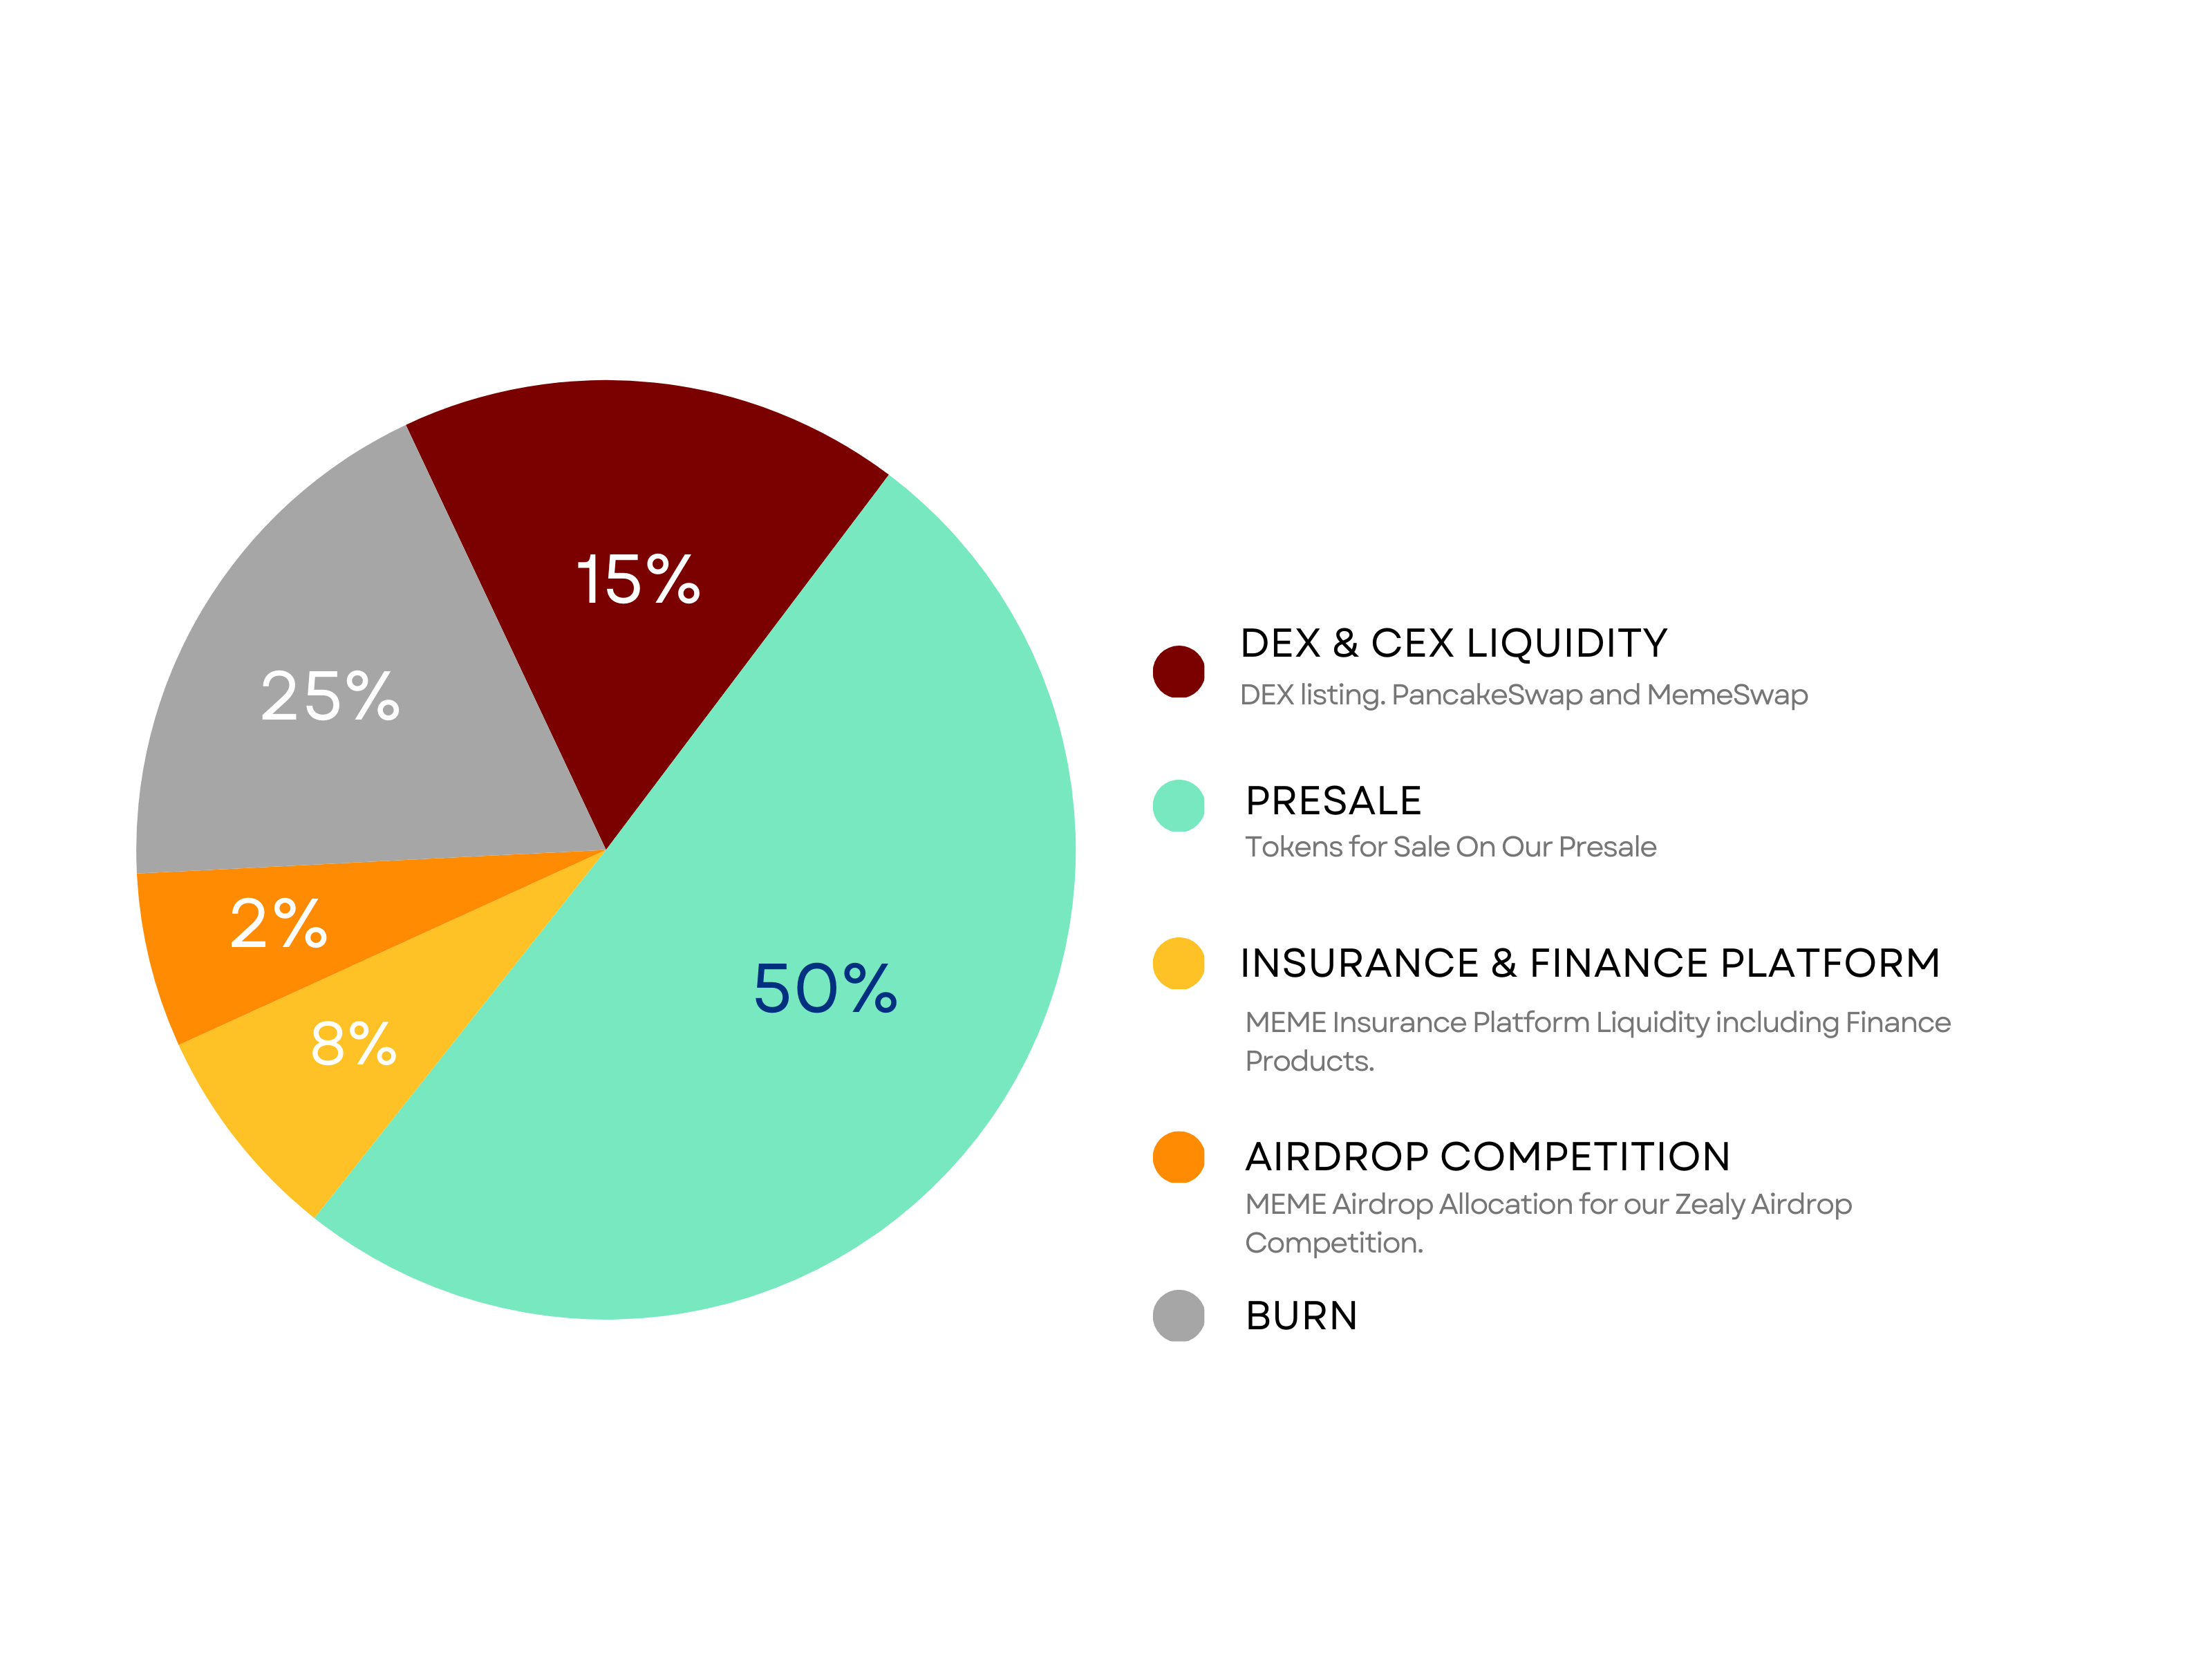 15%
25%
2%
8%
50%
DEX & CEX LIQUIDITY
DEX listing. PancakeSwap and MemeSwap
PRESALE
Tokens for Sale On Our Presale
INSURANCE & FINANCE PLATFORM
MEME Insurance Platform Liquidity including Finance
Products.
AIRDROP COMPETITION
MEME Airdrop Allocation for our Zealy Airdrop
Competition.
BURN